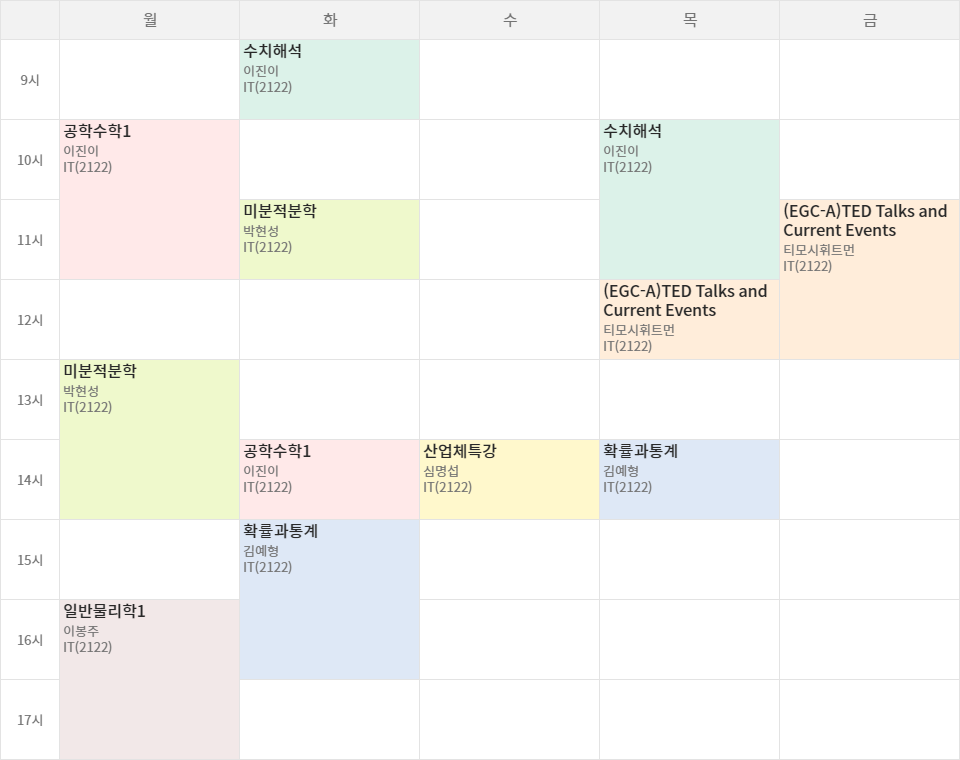 월 화 수 목 금
9시
수치해석
이진이
IT(2122)
10시
공학수학1
이진이
IT(2122)
수치해석
이진이
IT(2122)
11시
미분적분학
박현성
IT(2122)
(EGC-A)TED Talks and
Current Events
티모시휘트먼
IT(2122)
12시
(EGC-A)TED Talks and
Current Events
티모시휘트먼
IT(2122)
13시
미분적분학
박현성
IT(2122)
14시
공학수학1
이진이
IT(2122)
산업체특강
심명섭
IT(2122)
확률과통계
김예형
IT(2122)
15시
확률과통계
김예형
IT(2122)
16시
일반물리학1
이봉주
IT(2122)
17시